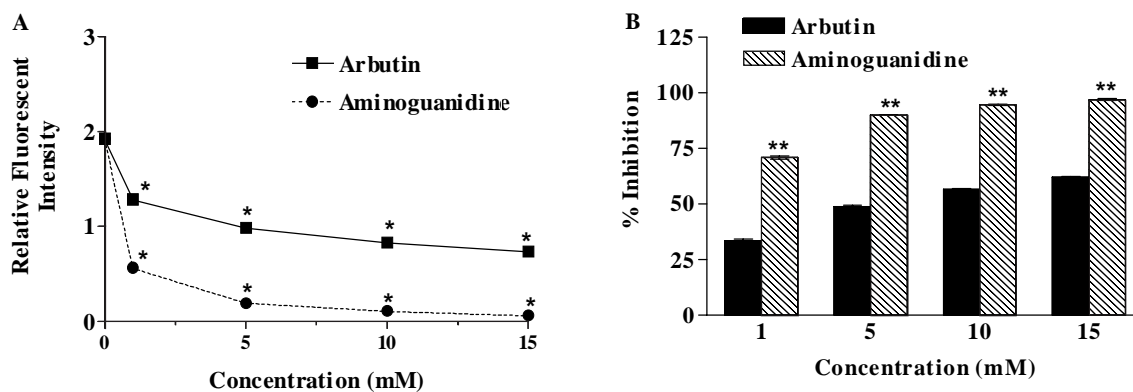 A
3
2
1
0
Relative Fluorescent
Intensity
Arbutin
Aminoguanidine
*
*
*
*
*
*
*
*
0
5
10
15
Concentration (mM)
B
125
100
75
50
25
0
% Inhibition
Arbutin
Aminoguanidine
**
**
**
**
1
5
10
15
Concentration (mM)